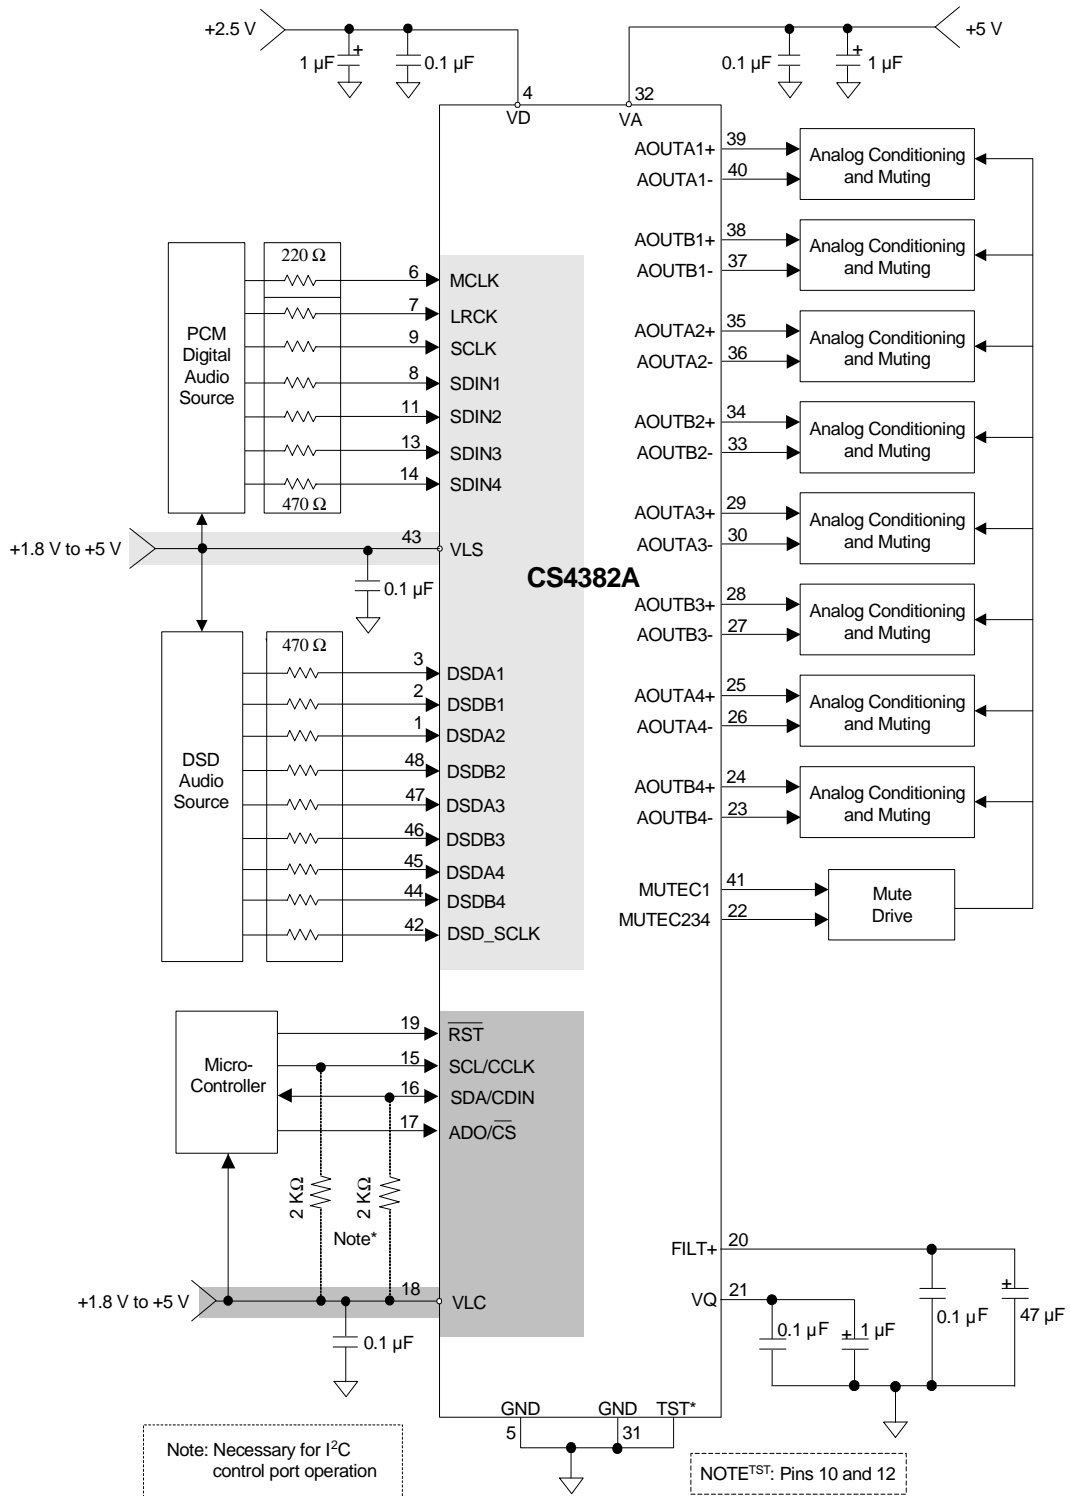 +2.5 V
+5 V
1 µF
+
0.1 µF
0.1 µF
+
1 µF
4
32
VD
VA
AOUTA1+
39
AOUTA1-
40
Analog Conditioning
and Muting
AOUTB1+
38
AOUTB1-
37
Analog Conditioning
and Muting
AOUTA2+
35
AOUTA2-
36
Analog Conditioning
and Muting
AOUTB2+
34
AOUTB2-
33
Analog Conditioning
and Muting
AOUTA3+
29
AOUTA3-
30
Analog Conditioning
and Muting
AOUTB3+
28
AOUTB3-
27
Analog Conditioning
and Muting
AOUTA4+
25
AOUTA4-
26
Analog Conditioning
and Muting
AOUTB4+
24
AOUTB4-
23
Analog Conditioning
and Muting
MUTEC1
41
MUTEC234
22
Mute
Drive
PCM
Digital
Audio
Source
220 Ω
6
MCLK
7
LRCK
9
SCLK
8
SDIN1
11
SDIN2
13
SDIN3
14
SDIN4
470 Ω
+1.8 V to +5 V
43
VLS
0.1 µF
CS4382A
DSD
Audio
Source
470 Ω
3
DSDA1
2
DSDB1
1
DSDA2
48
DSDB2
47
DSDA3
46
DSDB3
45
DSDA4
44
DSDB4
42
DSD_SCLK
Micro-
Controller
19
RST
15
SCL/CCLK
16
SDA/CDIN
17
ADO/CS
2 KΩ
2 KΩ
Note*
+1.8 V to +5 V
18
VLC
0.1 µF
FILT+
20
VQ
21
0.1 µF
+
1 µF
0.1 µF
+
47 µF
GND
GND
TST*
5
31
Note: Necessary for I²C
control port operation
NOTEᵀˢᵀ: Pins 10 and 12